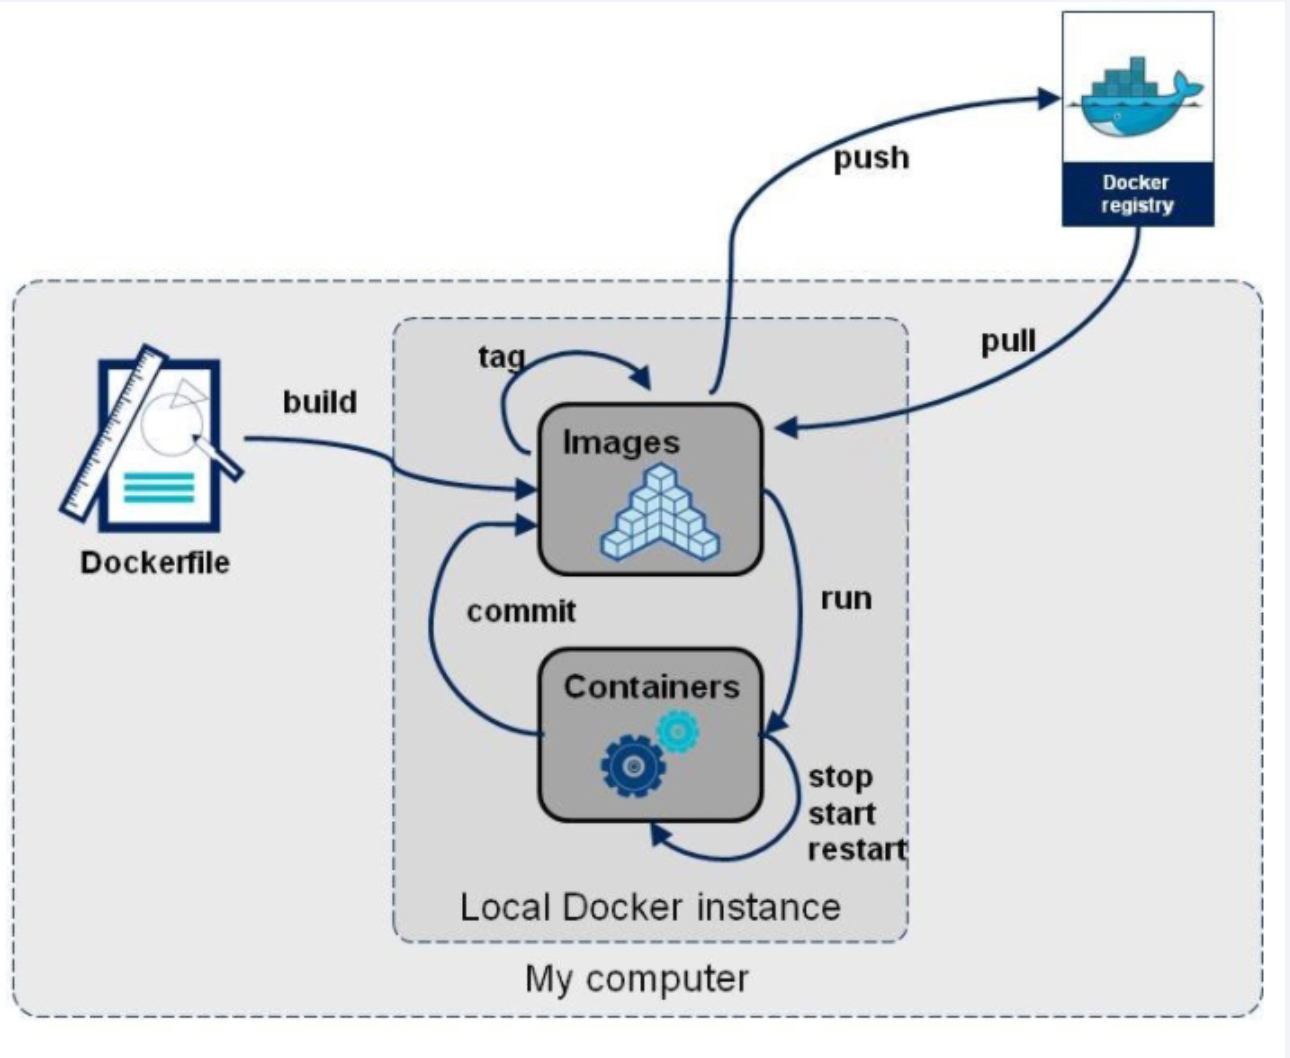 Docker
registry
push
pull
tag
build
Images
Dockerfile
commit
run
Containers
stop
start
restart
Local Docker instance
My computer